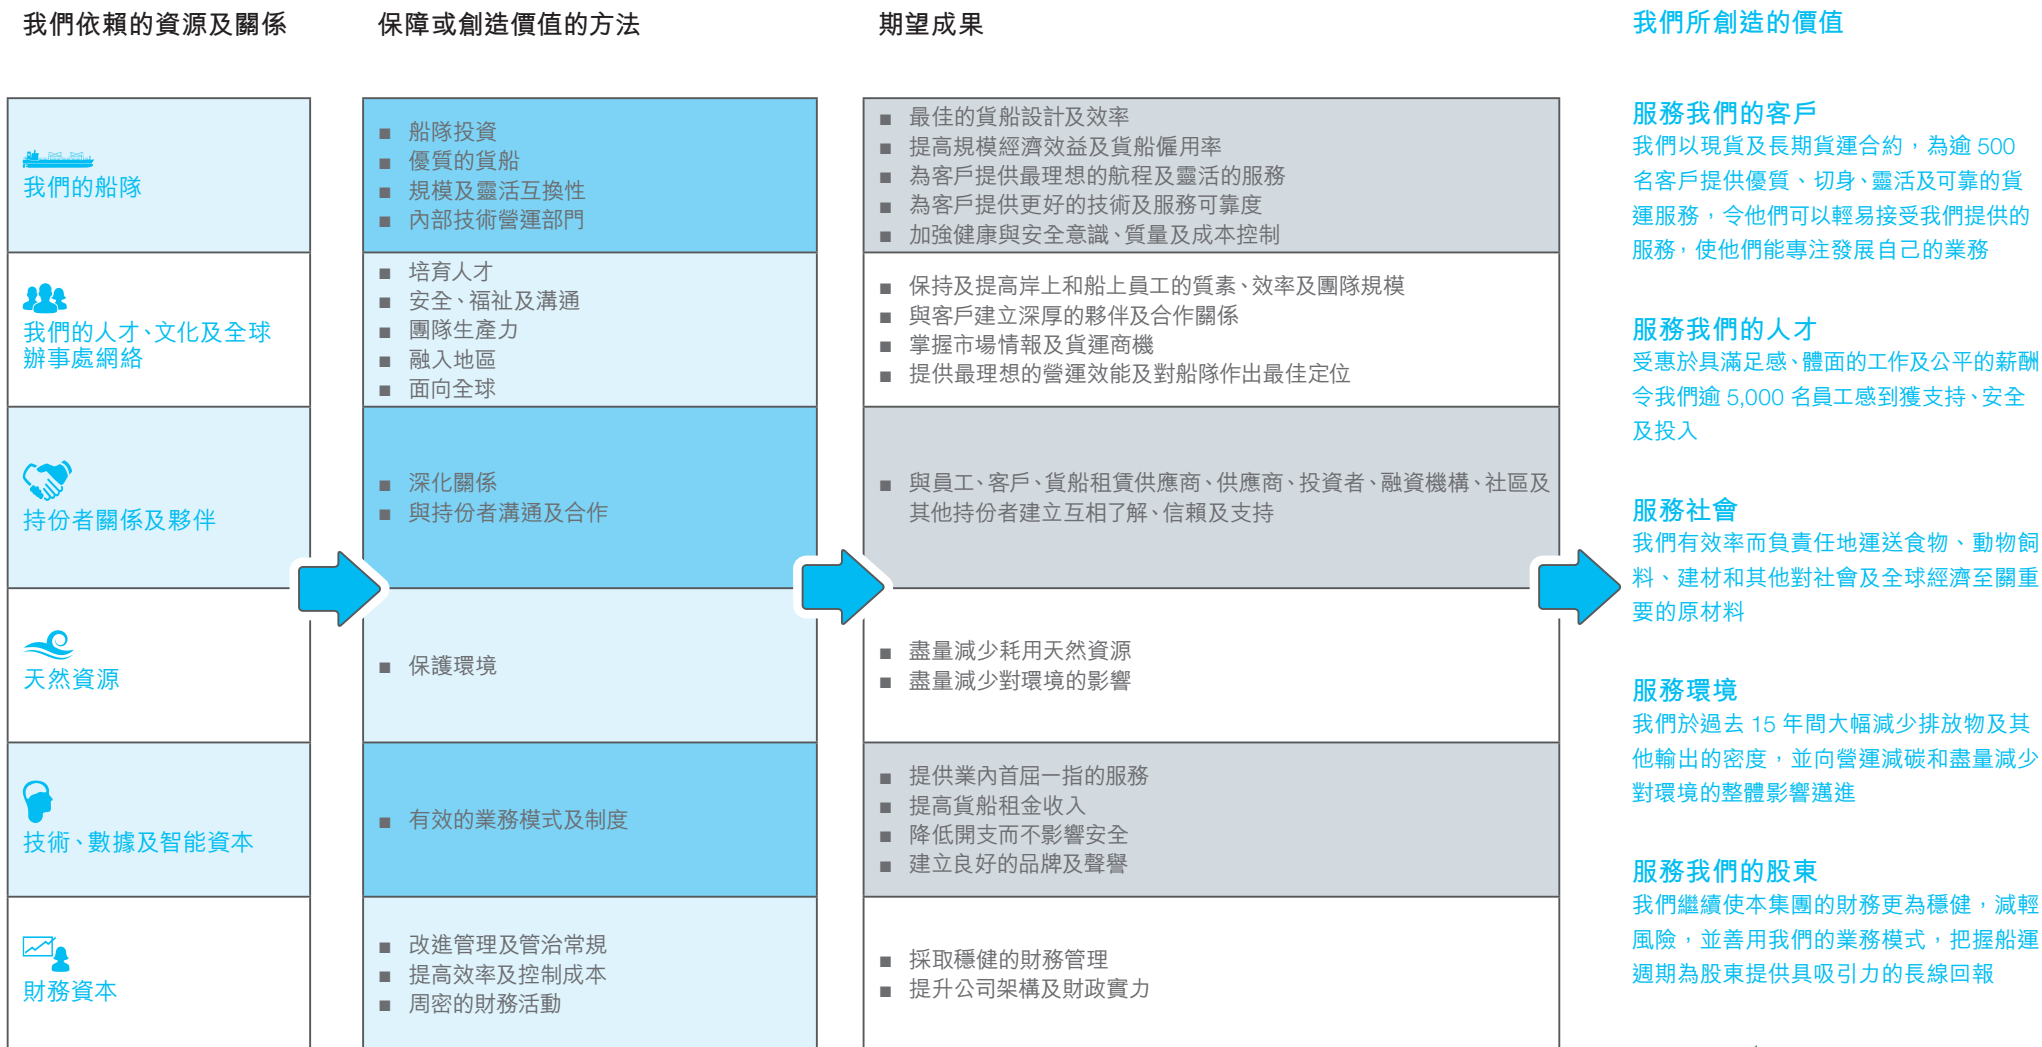 我們依賴的資源及關係
保障或創造價值的方法
期望成果
我們所創造的價值
我們的船隊
■ 船隊投資
■ 優質的貨船
■ 規模及靈活互換性
■ 內部技術營運部門
■ 最佳的貨船設計及效率
■ 提高規模經濟效益及貨船僱用率
■ 為客戶提供最理想的航程及靈活的服務
■ 為客戶提供更好的技術及服務可靠度
■ 加強健康與安全意識、質量及成本控制
我們的人才、文化及全球
辦事處網絡
■ 培育人才
■ 安全、福祉及溝通
■ 團隊生產力
■ 融入地區
■ 面向全球
■ 保持及提高岸上和船上員工的質素、效率及團隊規模
■ 與客戶建立深厚的夥伴及合作關係
■ 掌握市場情報及貨運商機
■ 提供最理想的營運效能及對船隊作出最佳定位
持份者關係及夥伴
■ 深化關係
■ 與持份者溝通及合作
■ 與員工、客戶、貨船租賃供應商、供應商、投資者、融資機構、社區及
其他持份者建立互相了解、信賴及支持
天然資源
■ 保護環境
■ 盡量減少耗用天然資源
■ 盡量減少對環境的影響
技術、數據及智能資本
■ 有效的業務模式及制度
■ 提供業內首屈一指的服務
■ 提高貨船租金收入
■ 降低開支而不影響安全
■ 建立良好的品牌及聲譽
財務資本
■ 改進管理及管治常規
■ 提高效率及控制成本
■ 周密的財務活動
■ 採取穩健的財務管理
■ 提升公司架構及財政實力
服務我們的客戶
我們以現貨及長期貨運合約，為逾 500
名客戶提供優質、切身、靈活及可靠的貨
運服務，令他們可以輕易接受我們提供的
服務，使他們能專注發展自己的業務
服務我們的人才
受惠於具滿足感、體面的工作及公平的薪酬
令我們逾 5,000 名員工感到獲支持、安全
及投入
服務社會
我們有效率而負責任地運送食物、動物飼
料、建材和其他對社會及全球經濟至關重
要的原材料
服務環境
我們於過去 15 年間大幅減少排放物及其
他輸出的密度，並向營運減碳和盡量減少
對環境的整體影響邁進
服務我們的股東
我們繼續使本集團的財務更為穩健，減輕
風險，並善用我們的業務模式，把握船運
週期為股東提供具吸引力的長線回報